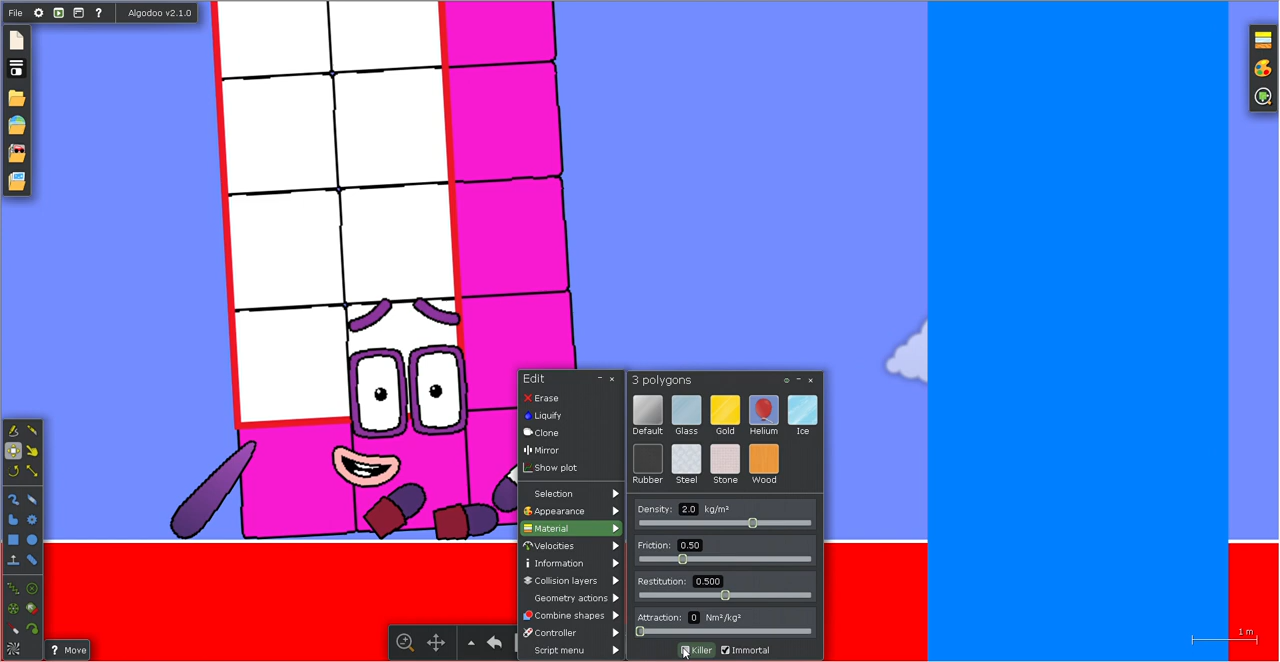 File
?
Algodoo v2.1.0
Edit
Erase
Liquify
Clone
Mirror
Show plot
Selection
Appearance
Material
Velocities
Information
Collision layers
Geometry actions
Combine shapes
Controller
Script menu
3 polygons
Default Glass Gold Helium Ice
Rubber Steel Stone Wood
Density: 2.0 kg/m³
Friction: 0.50
Restitution: 0.500
Attraction: 0 Nm²/kg²
Killer Immortal
? Move
1 m